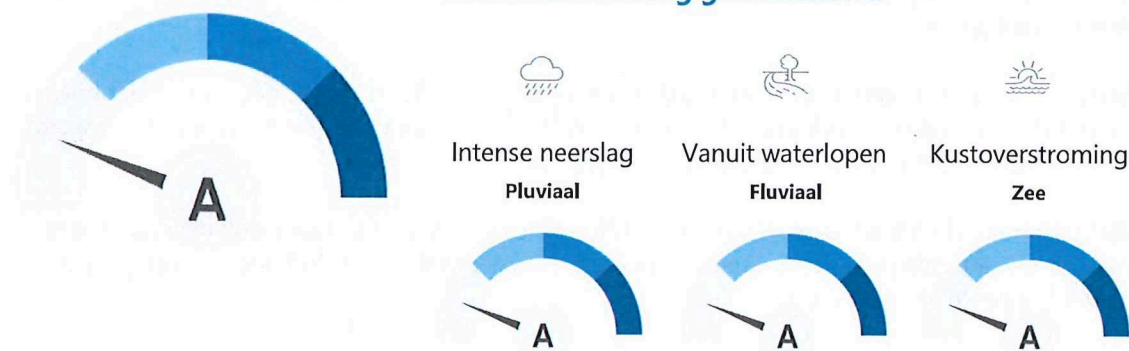 A
Intense neerslag
Pluviaal
A
Vanuit waterlopen
Fluviaal
A
Kustoverstroming
Zee
A